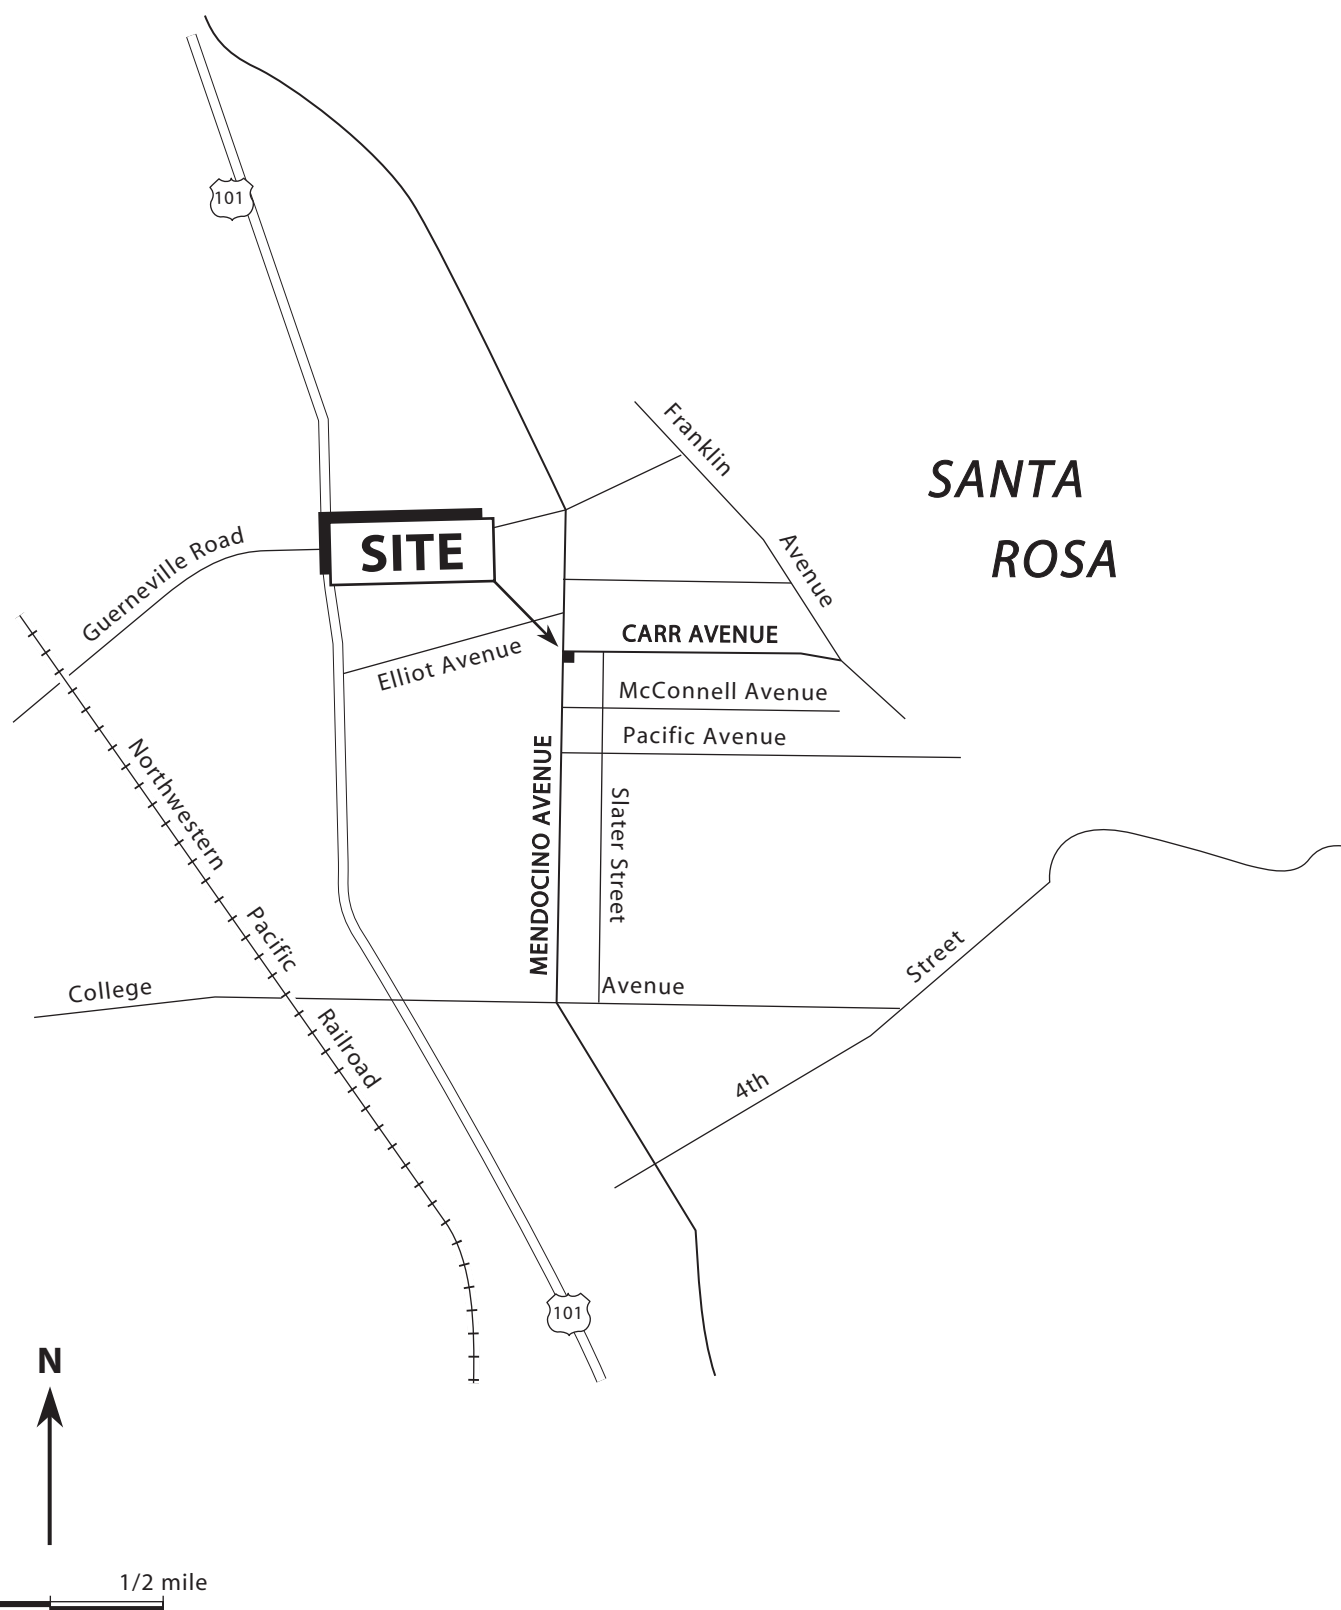 101
Franklin
SANTA
ROSA
Guerneville Road
SITE
Avenue
CARR AVENUE
Elliot Avenue
McConnell Avenue
Pacific Avenue
MENDOCINO AVENUE
Slater Street
Northwestern
Pacific
Railroad
Street
College
Avenue
4th
101
N
1/2 mile